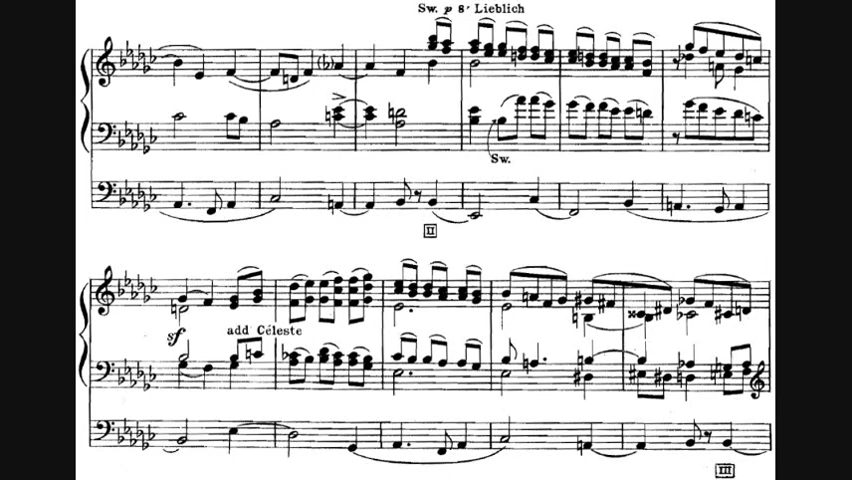 Sw. p 8' Lieblich
Sw.
II
sf
add Céleste
III